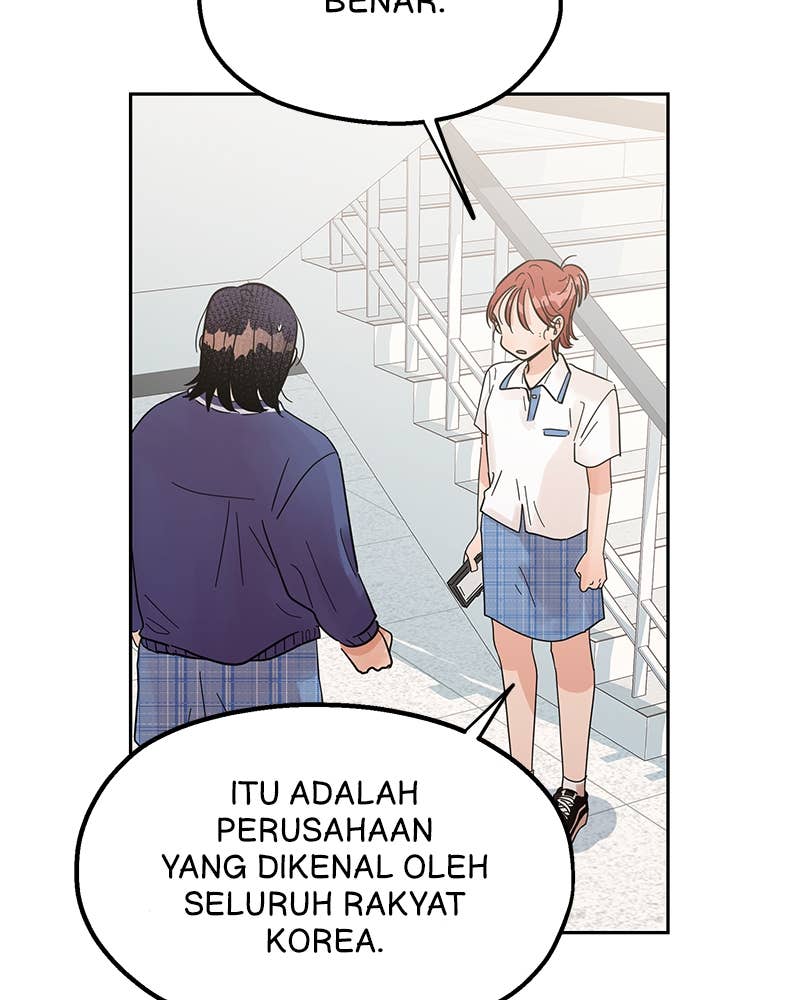 BENAR.
ITU ADALAH
PERUSAHAAN
YANG DIKENAL OLEH
SELURUH RAKYAT
KOREA.